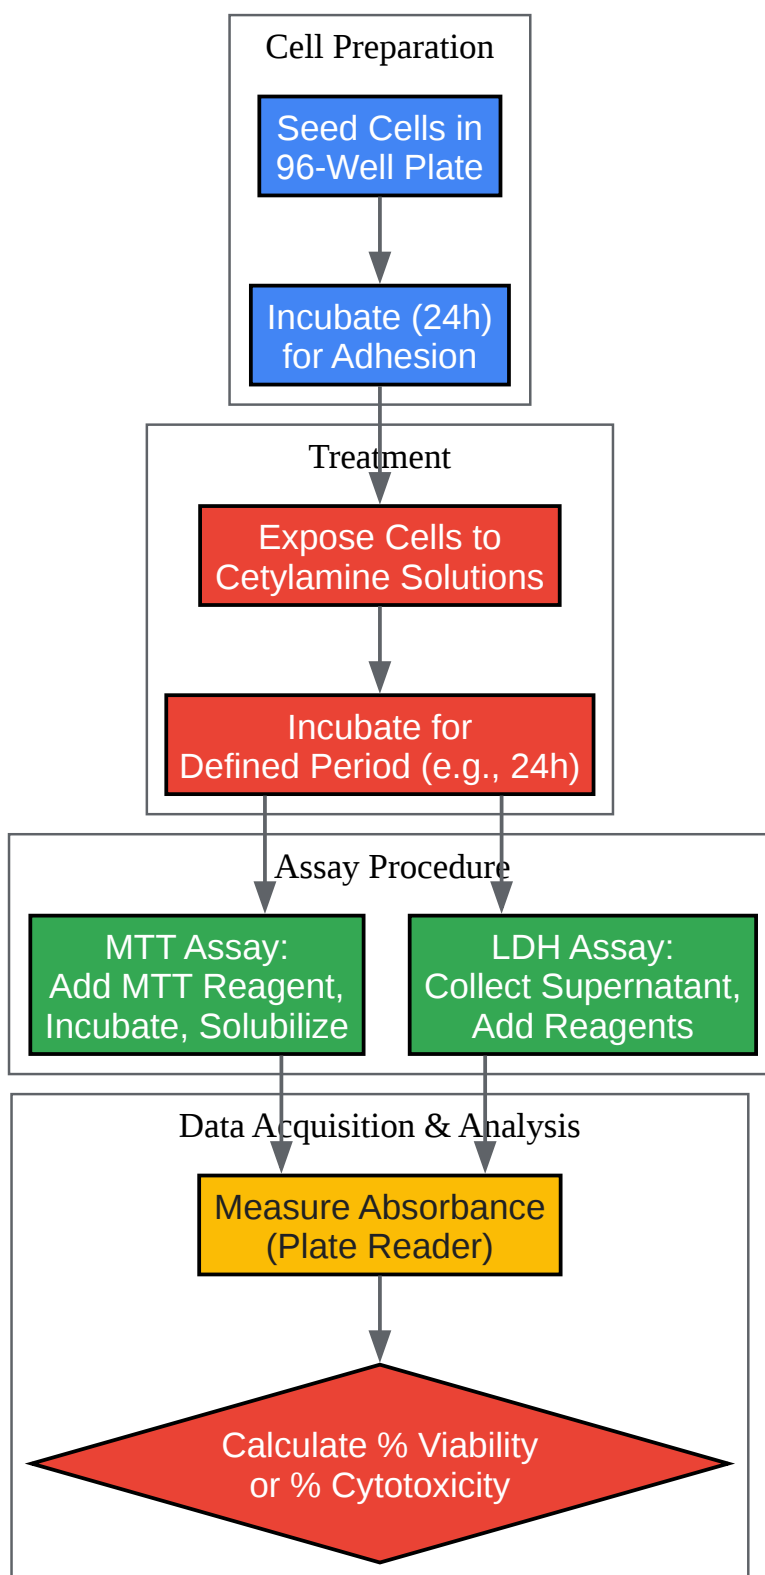 Cell Preparation
Seed Cells in
96-Well Plate
Incubate (24h)
for Adhesion
Treatment
Expose Cells to
Cetylamine Solutions
Incubate for
Defined Period (e.g., 24h)
Assay Procedure
MTT Assay:
Add MTT Reagent,
Incubate, Solubilize
LDH Assay:
Collect Supernatant,
Add Reagents
Data Acquisition & Analysis
Measure Absorbance
(Plate Reader)
Calculate % Viability
or % Cytotoxicity